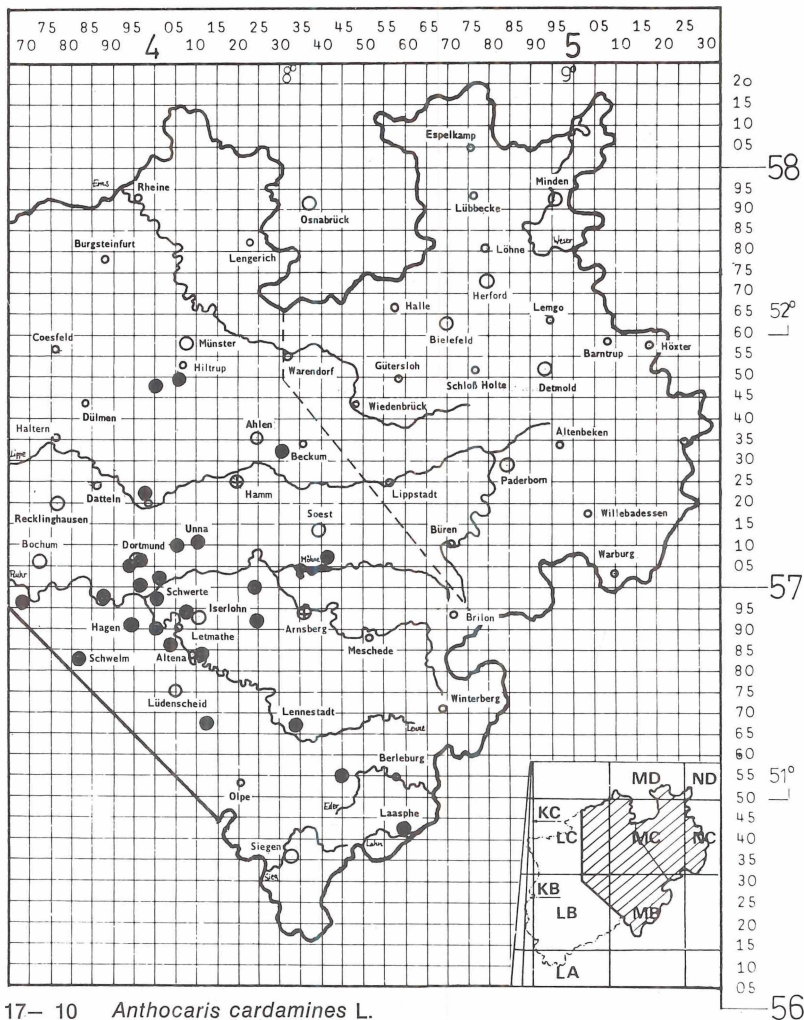 75 85 95 4 05 15 25 35 45 55 65 75 85 95 5 05 15 25
70 80 90 10 20 30 40 50 60 70 80 90 10 20 30
8°
9°
20
15
10
Espelkamp
05
58
Ems
Rheine
Minden
95
Osnabrück
Lübbecke
90
85
Burgsteinfurt
Lengerich
Löhne
Weser
80
75
Herford
70
52°
Halle
Lemgo
65
Coesfeld
Münster
Bielefeld
Barntrup
Höxter
60
Hiltrup
Warendorf
Gütersloh
Schloß Holte
Detmold
55
50
Dülmen
Wiedenbrück
45
Haltern
Ahlen
Altenbeken
40
Lippe
Beckum
35
Paderborn
30
Datteln
Hamm
Lippstadt
25
Recklinghausen
Soest
Willebadessen
20
Unna
Büren
15
Bochum
Dortmund
Möhne
Warburg
10
05
Ruhr
Schwerte
57
Hagen
Iserlohn
Arnsberg
Brilon
95
Letmathe
Meschede
90
Schwelm
Altena
85
80
Lüdenscheid
Winterberg
75
Lennestadt
70
Lenne
65
Berleburg
60
51°
Olpe
55
Eder
MD ND
50
Laasphe
KC
45
Siegen
Lahn
LC MC NC
40
Sieg
35
KB
30
LB MB
25
20
15
LA
10
05
56
17– 10 Anthocaris cardamines L.